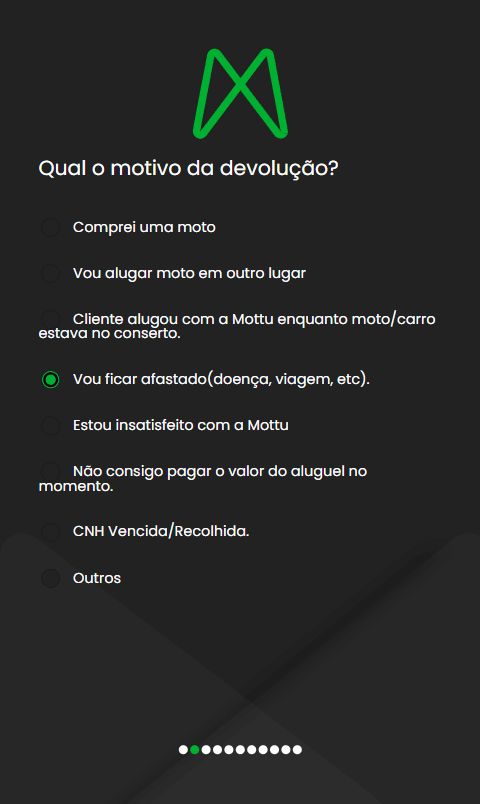 Qual o motivo da devolução?
Comprei uma moto
Vou alugar moto em outro lugar
Cliente alugou com a Mottu enquanto moto/carro
estava no conserto.
Vou ficar afastado(doença, viagem, etc).
Estou insatisfeito com a Mottu
Não consigo pagar o valor do aluguel no
momento.
CNH Vencida/Recolhida.
Outros